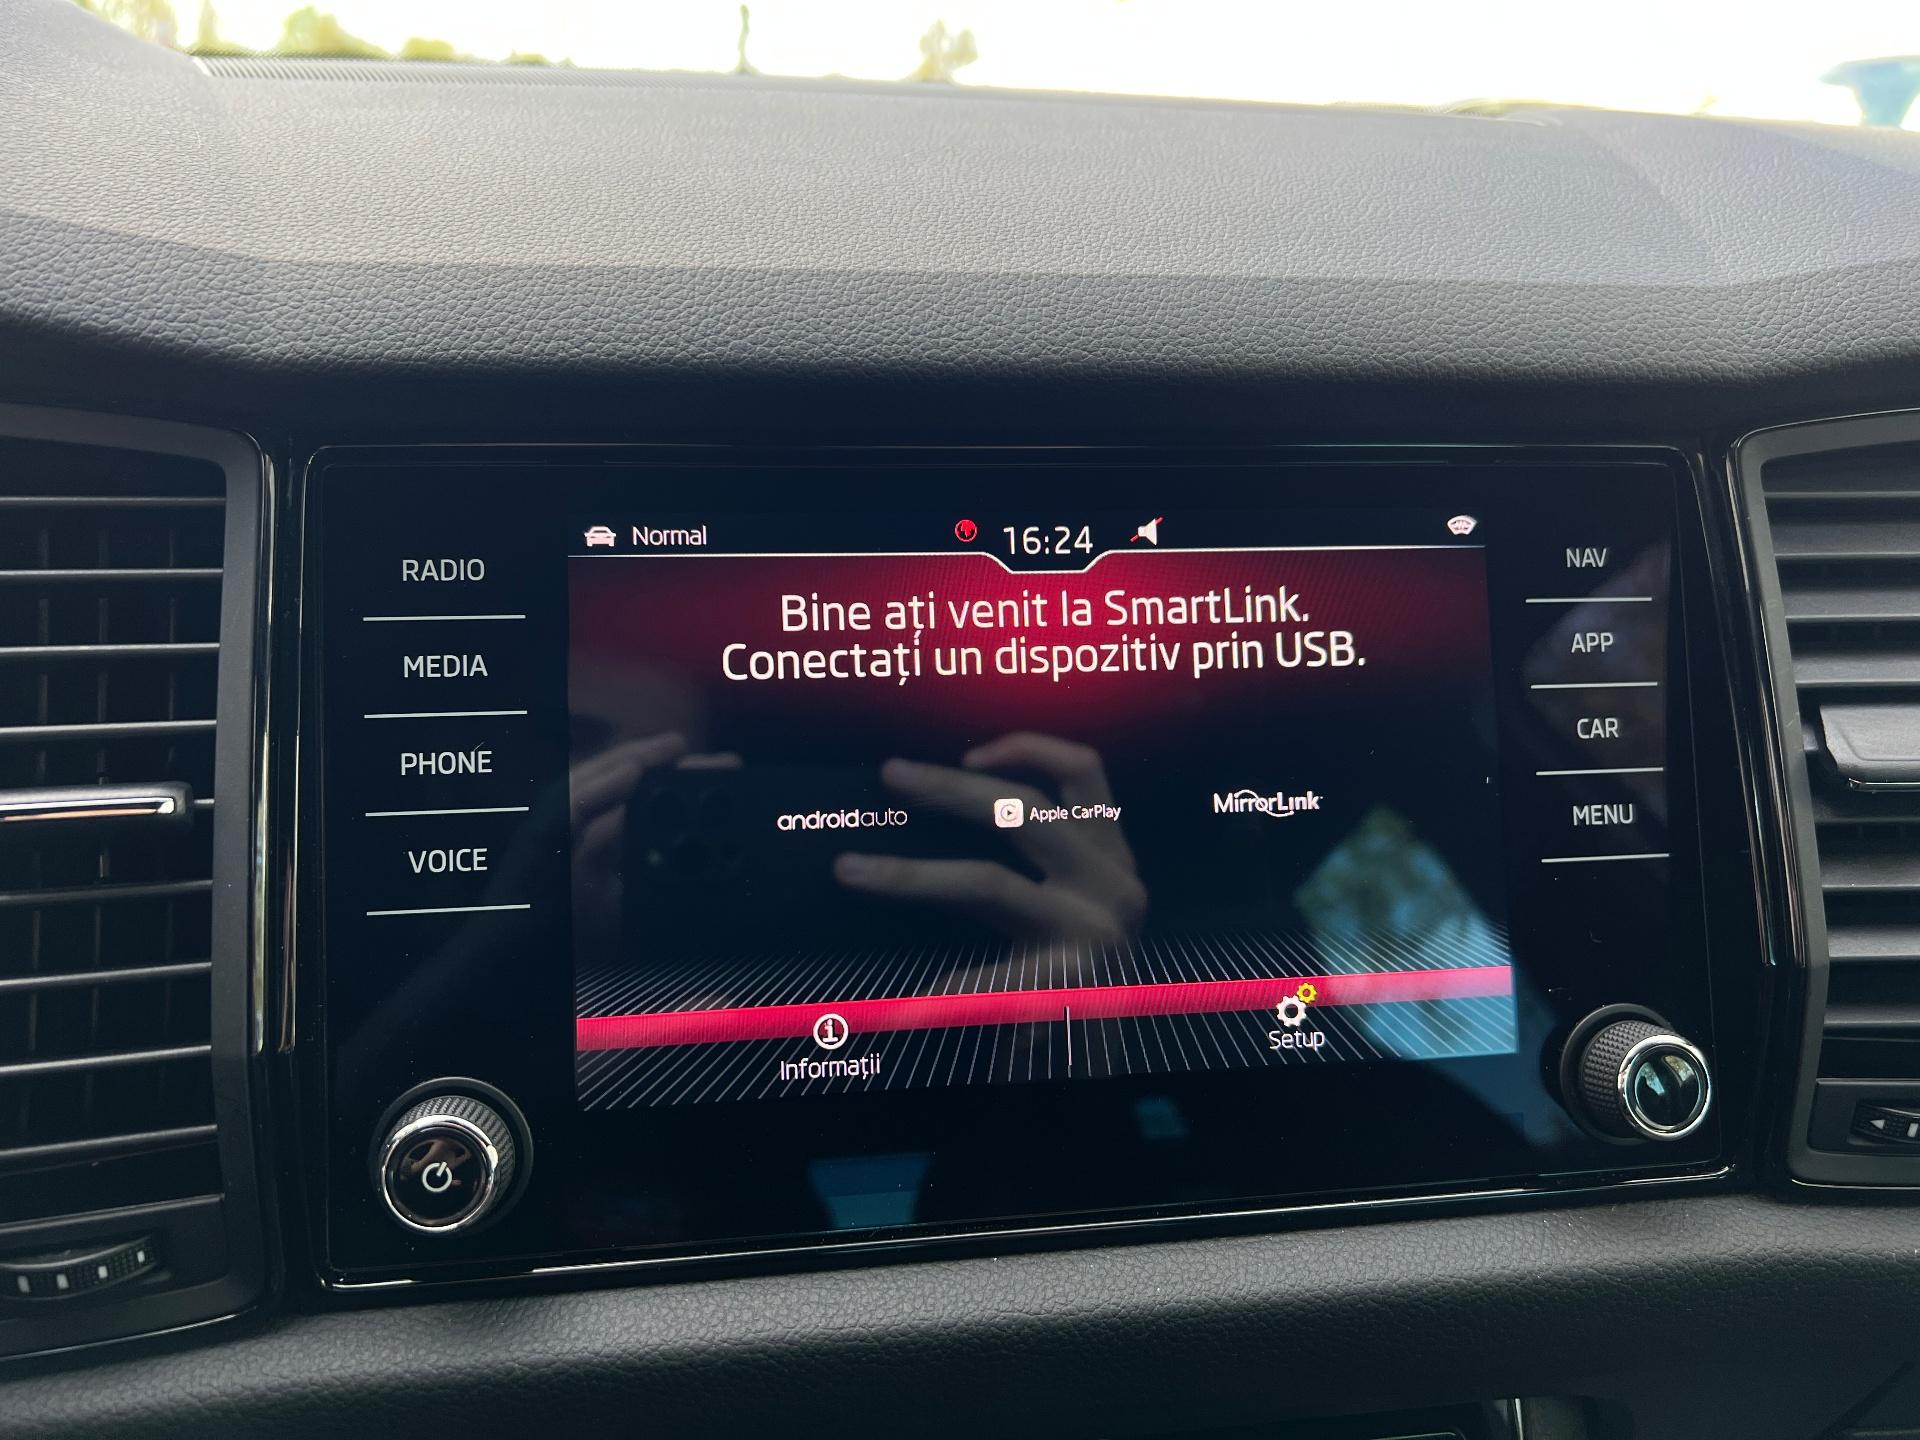 Normal
16:24
RADIO
MEDIA
PHONE
VOICE
Bine ați venit la SmartLink.
Conectați un dispozitiv prin USB.
androidauto
Apple CarPlay
MirrorLink
Informații
Setup
NAV
APP
CAR
MENU